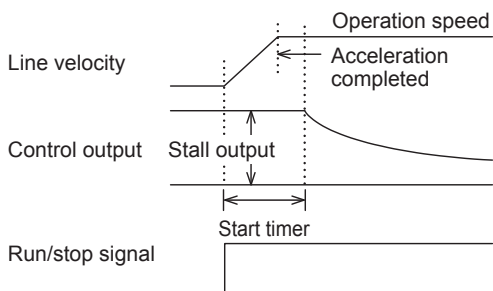 Operation speed
Line velocity
Acceleration
completed
Control output
Stall output
Start timer
Run/stop signal